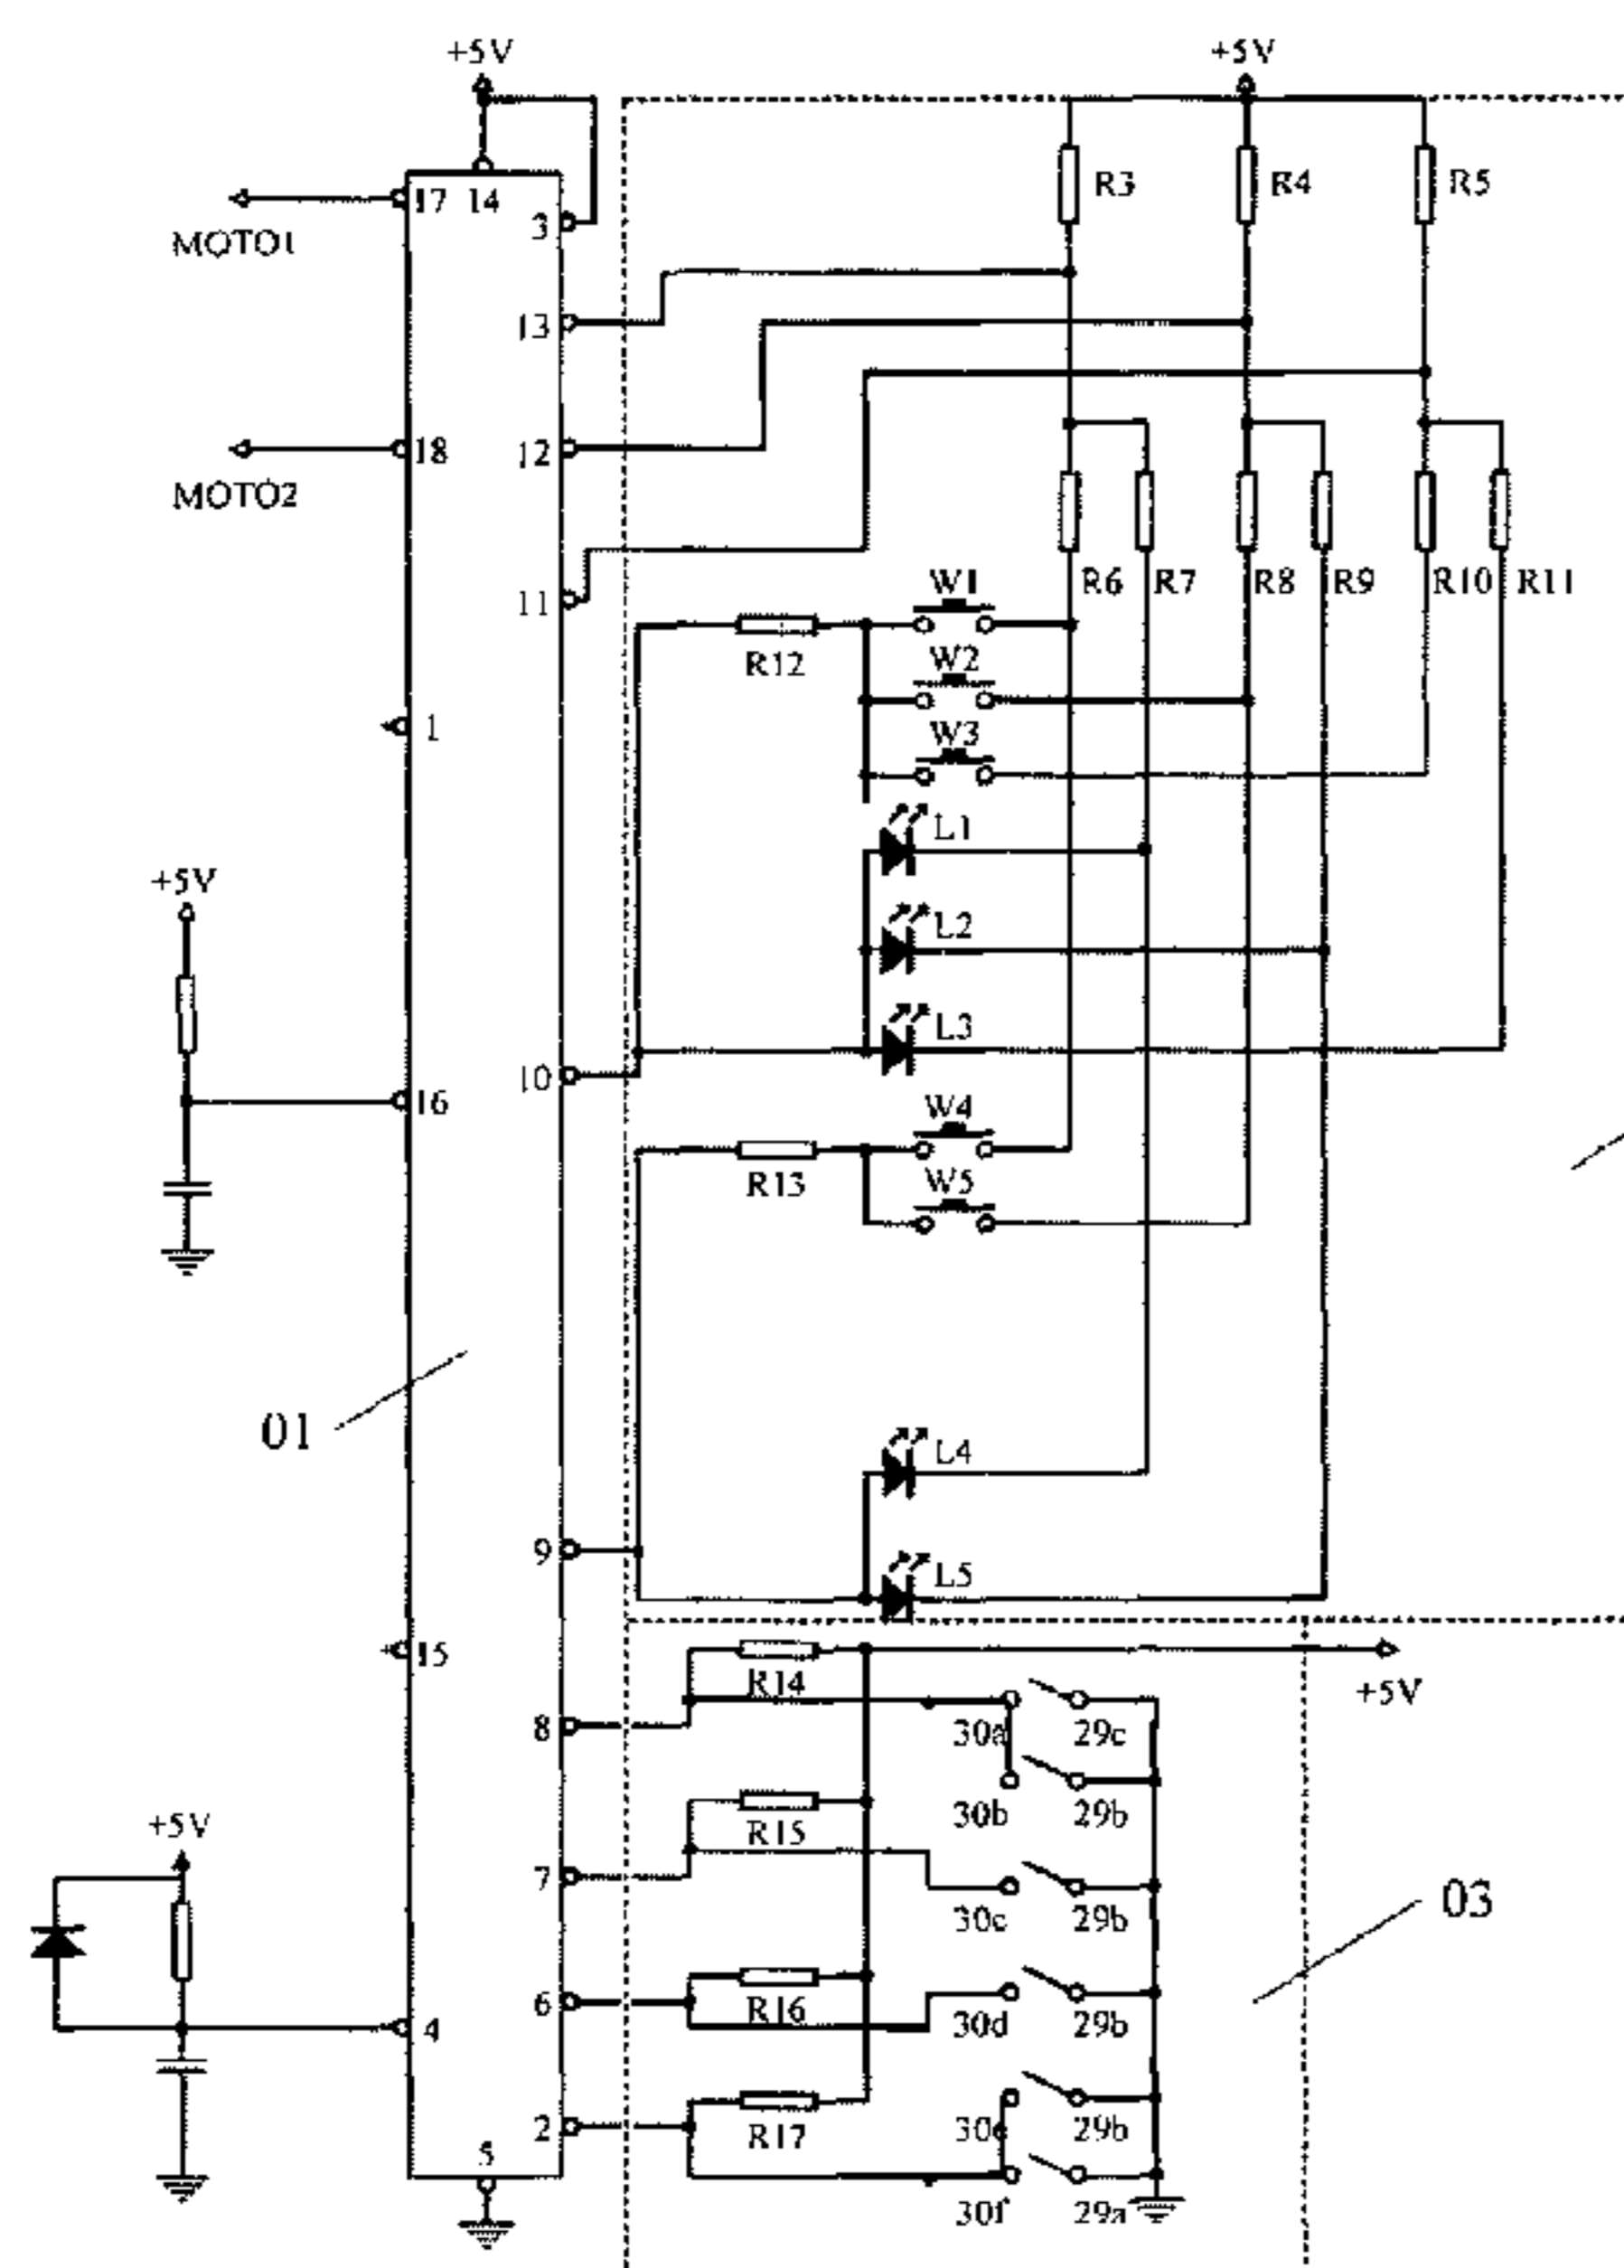 +5V +5V
R3 R4 R5
17 14
3
MOTO1
13
18 12
MOTO2
R6 R7 R8 R9 R10 R11
11 W1
R12 W2
1 W3
L1
+5V
L2
L3
10
16 W4
R13 W5
01
L4
9 L5
15
R14 +5V
8 30a 29c
30b 29b
+5V R15
7
30c 29b 03
6 R16
4 30d 29b
2 R17 30e 29b
5
30f 29a